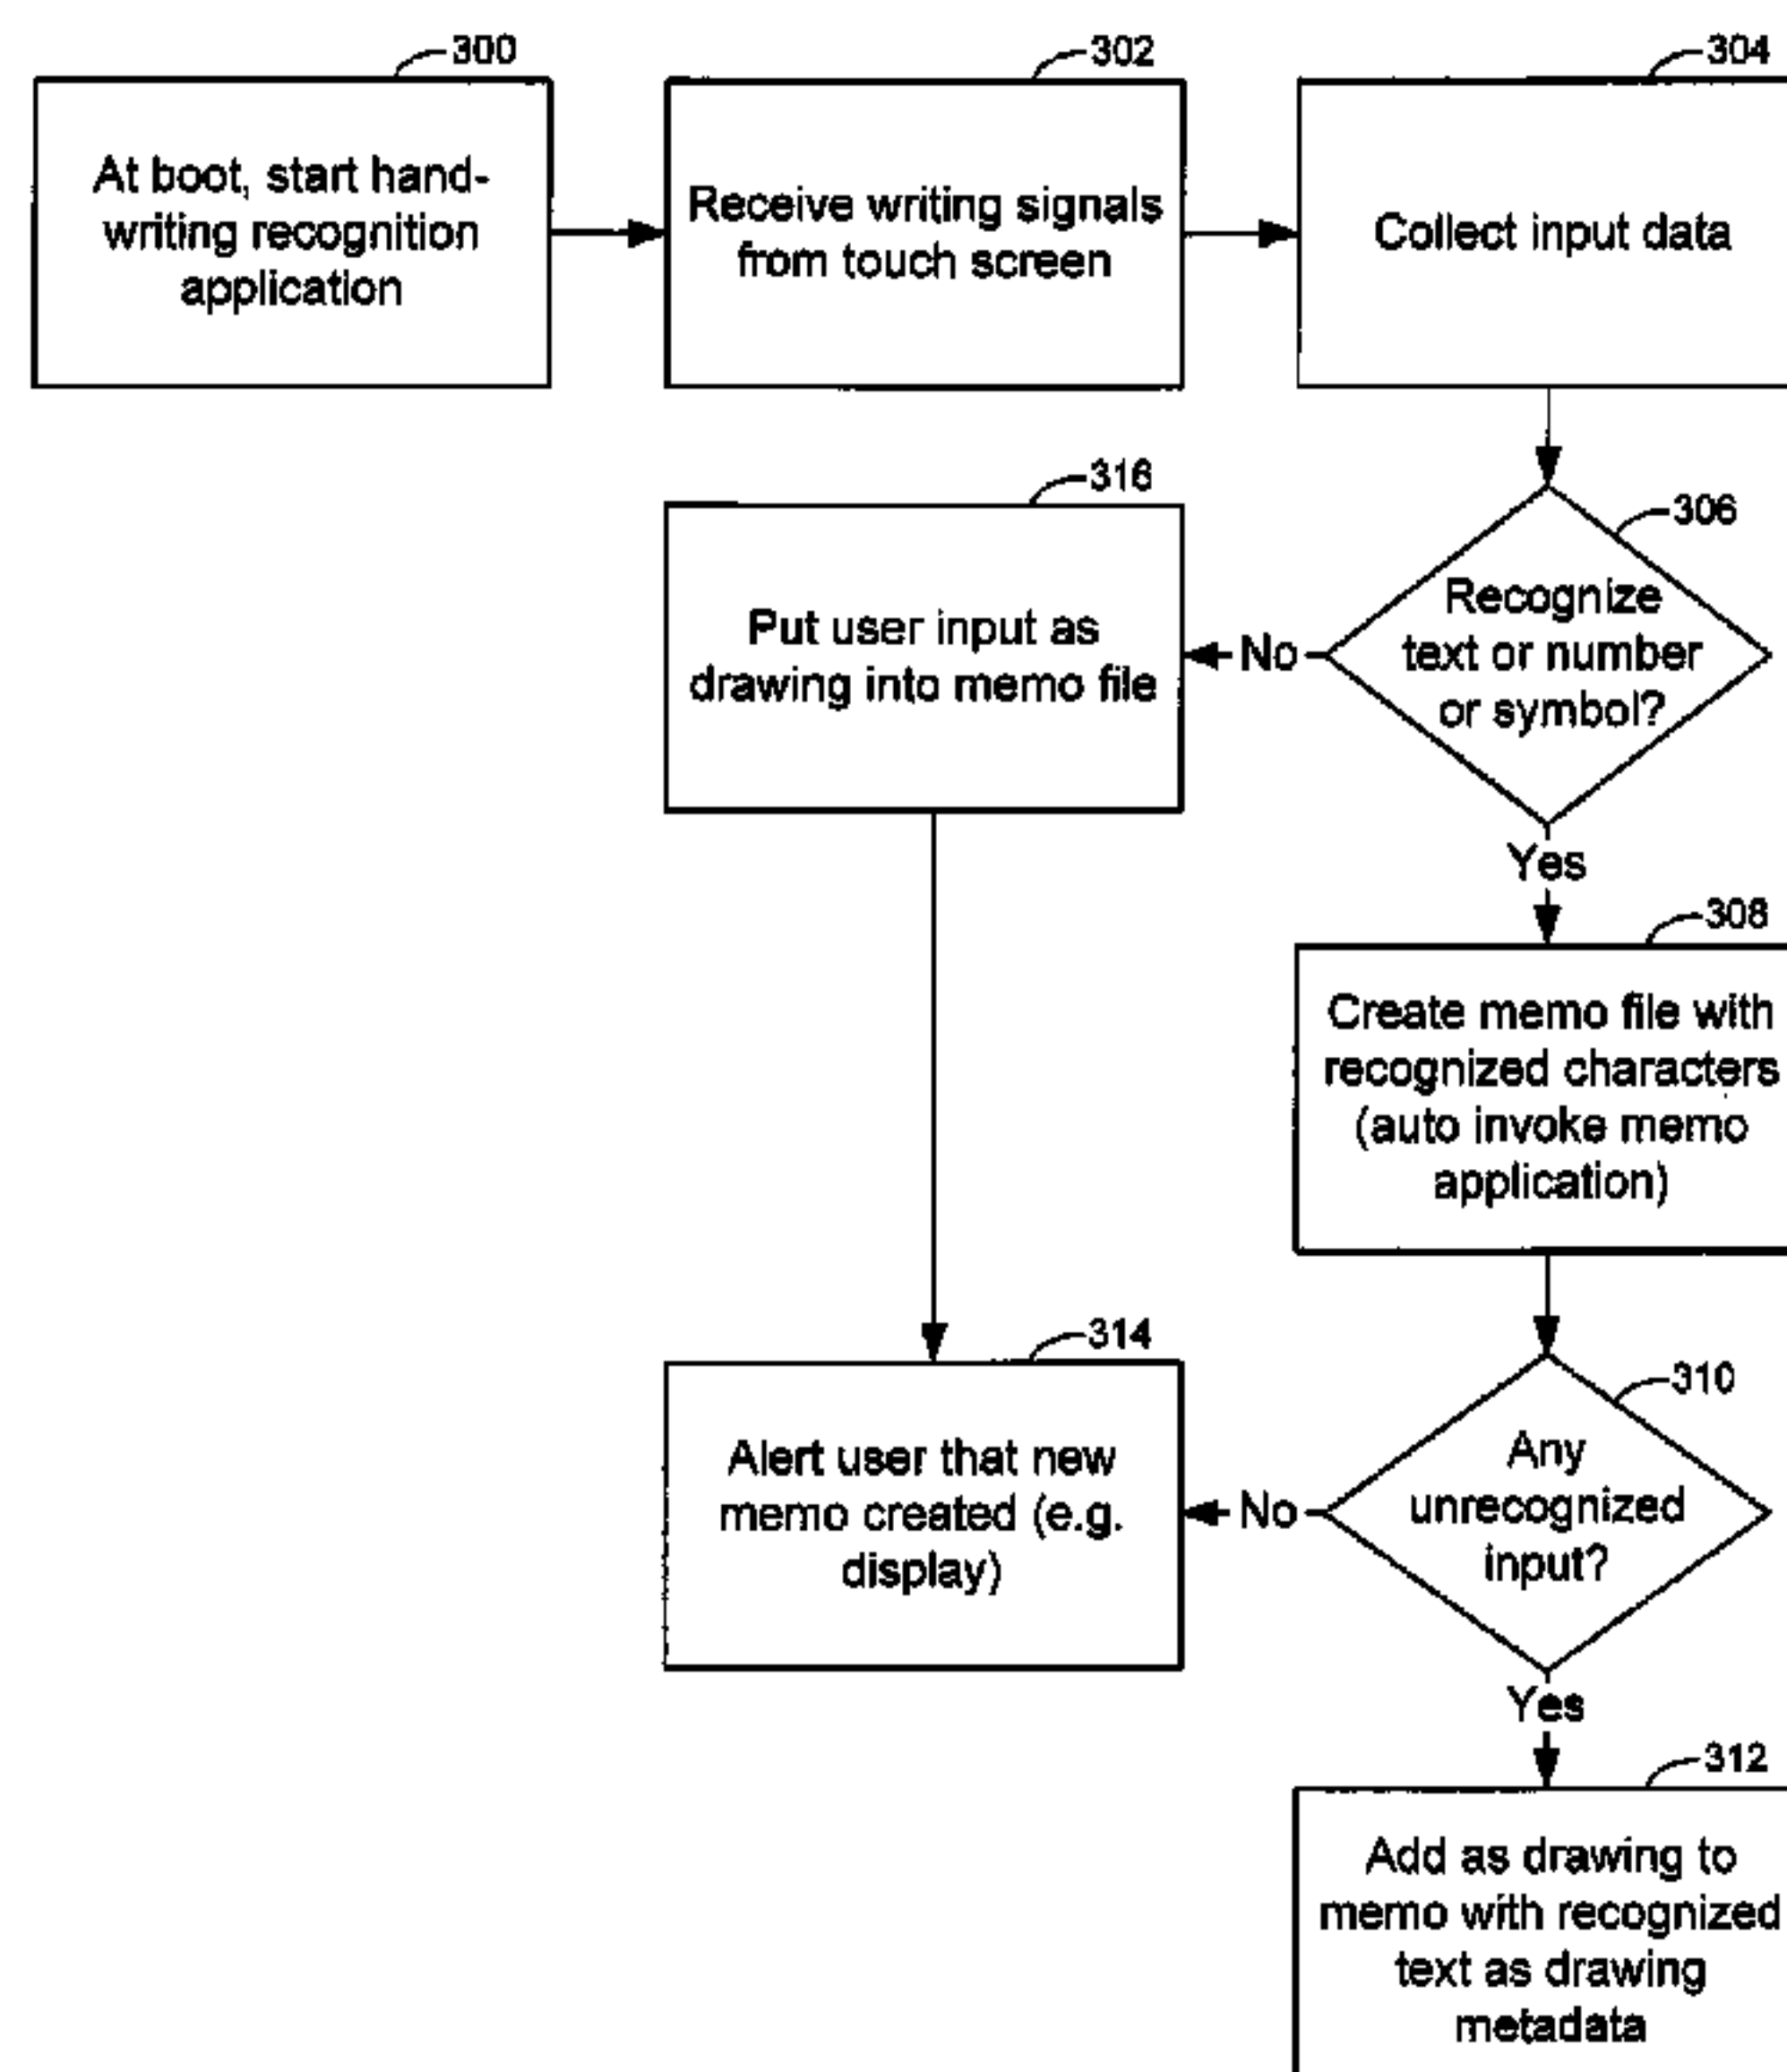 300
At boot, start hand-
writing recognition
application
302
Receive writing signals
from touch screen
304
Collect input data
306
Recognize
text or number
or symbol?
No
316
Put user input as
drawing into memo file
Yes
308
Create memo file with
recognized characters
(auto invoke memo
application)
310
Any
unrecognized
input?
No
314
Alert user that new
memo created (e.g.
display)
Yes
312
Add as drawing to
memo with recognized
text as drawing
metadata